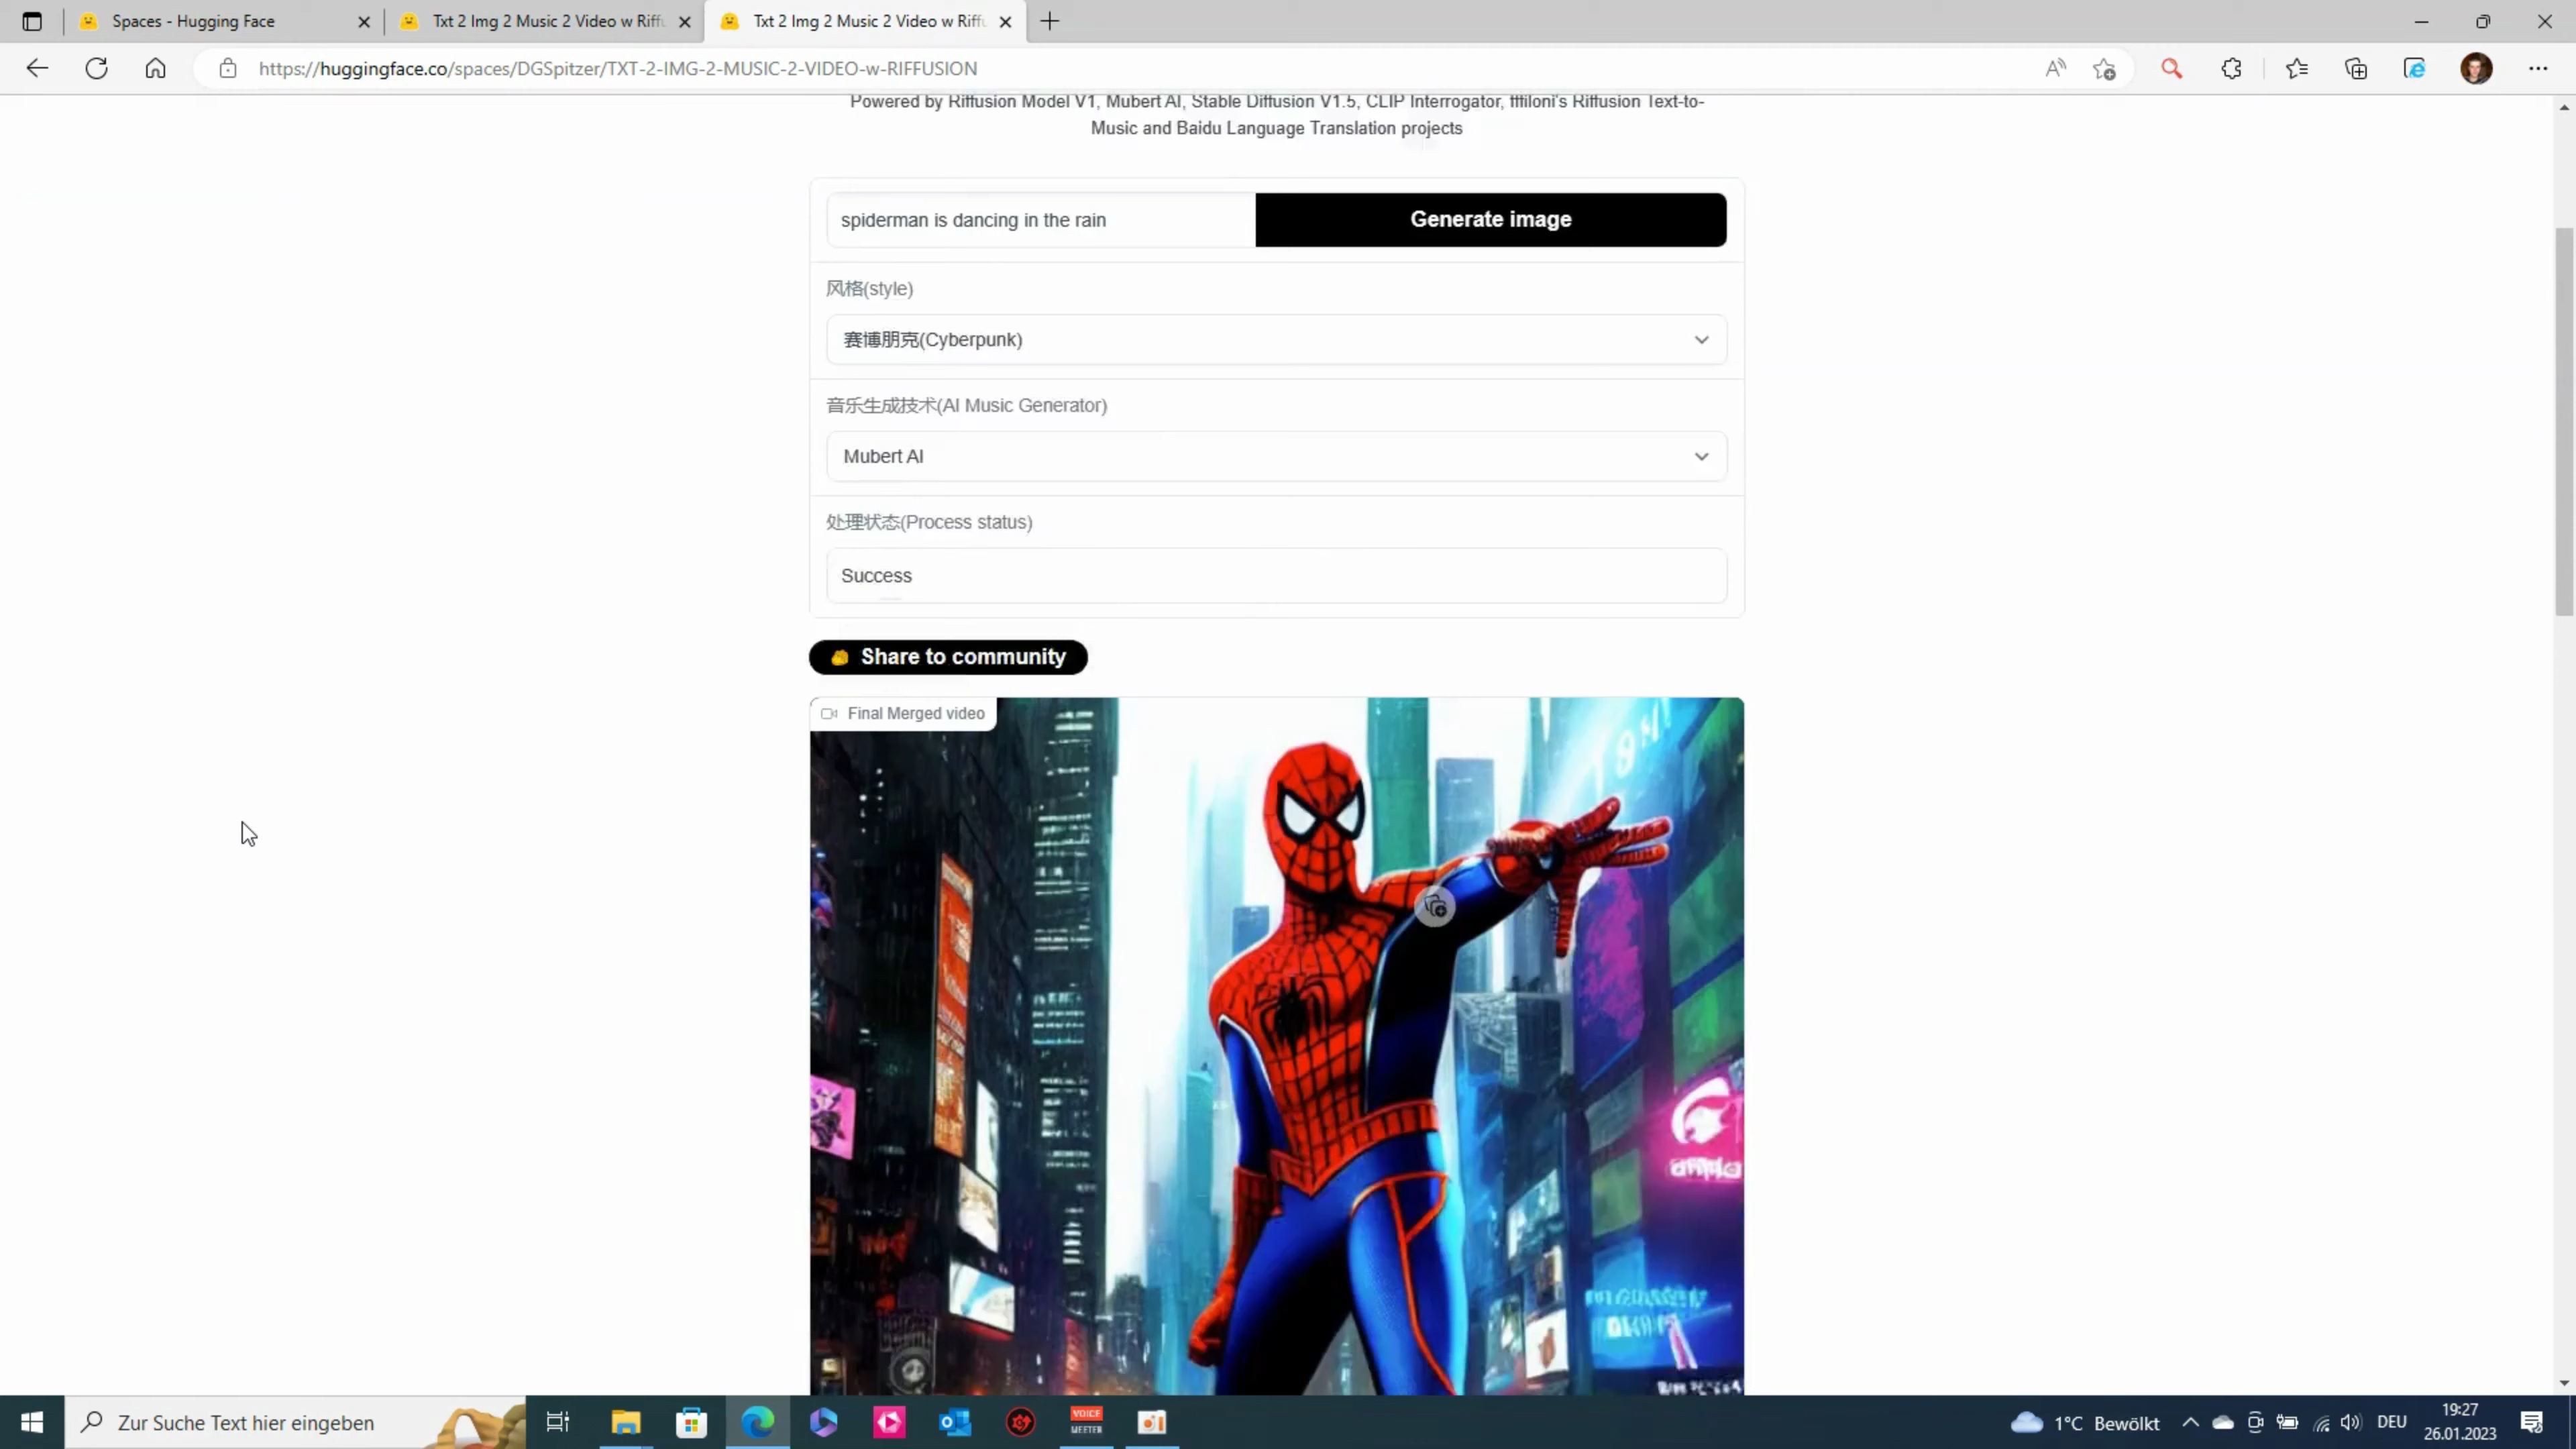 Spaces - Hugging Face
Txt 2 Img 2 Music 2 Video w Riff
Txt 2 Img 2 Music 2 Video w Riff
https://huggingface.co/spaces/DGSpitzer/TXT-2-IMG-2-MUSIC-2-VIDEO-w-RIFFUSION
Powered by Riffusion Model V1, Mubert AI, Stable Diffusion V1.5, CLIP Interrogator, fffiloni's Riffusion Text-to-
Music and Baidu Language Translation projects
spiderman is dancing in the rain
Generate image
风格(style)
赛博朋克(Cyberpunk)
音乐生成技术(AI Music Generator)
Mubert AI
处理状态(Process status)
Success
Share to community
Final Merged video
Zur Suche Text hier eingeben
VOICE
MEETER
1°C Bewölkt
DEU
19:27
26.01.2023